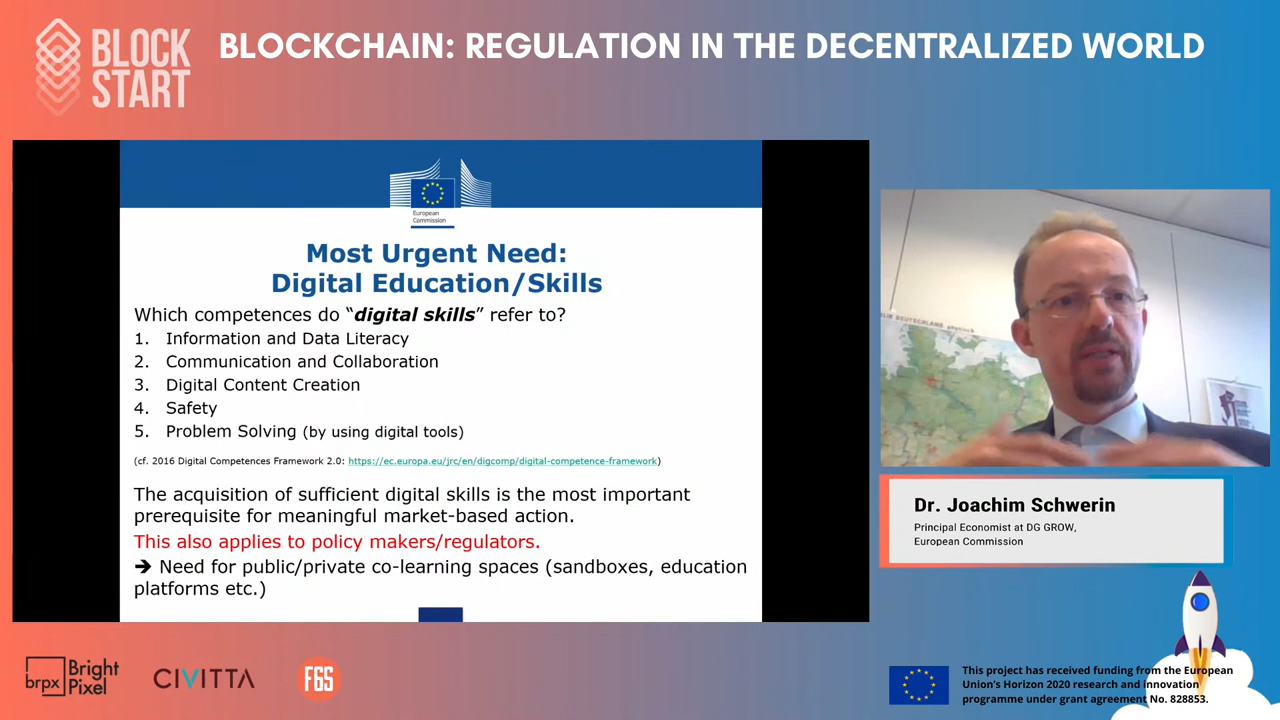 BLOCK
START
BLOCKCHAIN: REGULATION IN THE DECENTRALIZED WORLD
European
Commission
Most Urgent Need:
Digital Education/Skills
Which competences do “digital skills” refer to?
1. Information and Data Literacy
2. Communication and Collaboration
3. Digital Content Creation
4. Safety
5. Problem Solving (by using digital tools)
(cf. 2016 Digital Competences Framework 2.0: https://ec.europa.eu/jrc/en/digcomp/digital-competence-framework)
The acquisition of sufficient digital skills is the most important
prerequisite for meaningful market-based action.
This also applies to policy makers/regulators.
➔ Need for public/private co-learning spaces (sandboxes, education
platforms etc.)
DEUTSCHLAND physisch
Dr. Joachim Schwerin
Principal Economist at DG GROW,
European Commission
brpx
Bright
Pixel
CIVITTA
F6S
This project has received funding from the European
Union’s Horizon 2020 research and innovation
programme under grant agreement No. 828853.